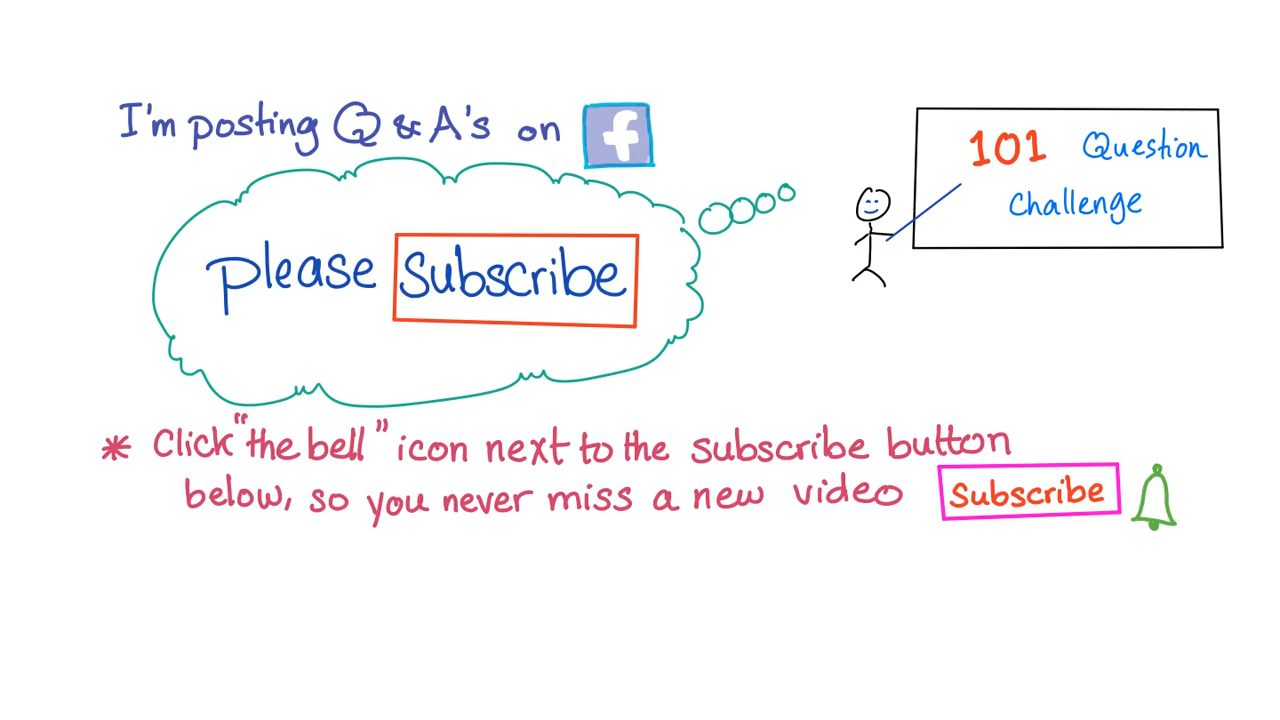 I'm posting Q & A's on f
101 Question
Challenge
please Subscribe
* Click "the bell" icon next to the subscribe button
below, so you never miss a new video Subscribe